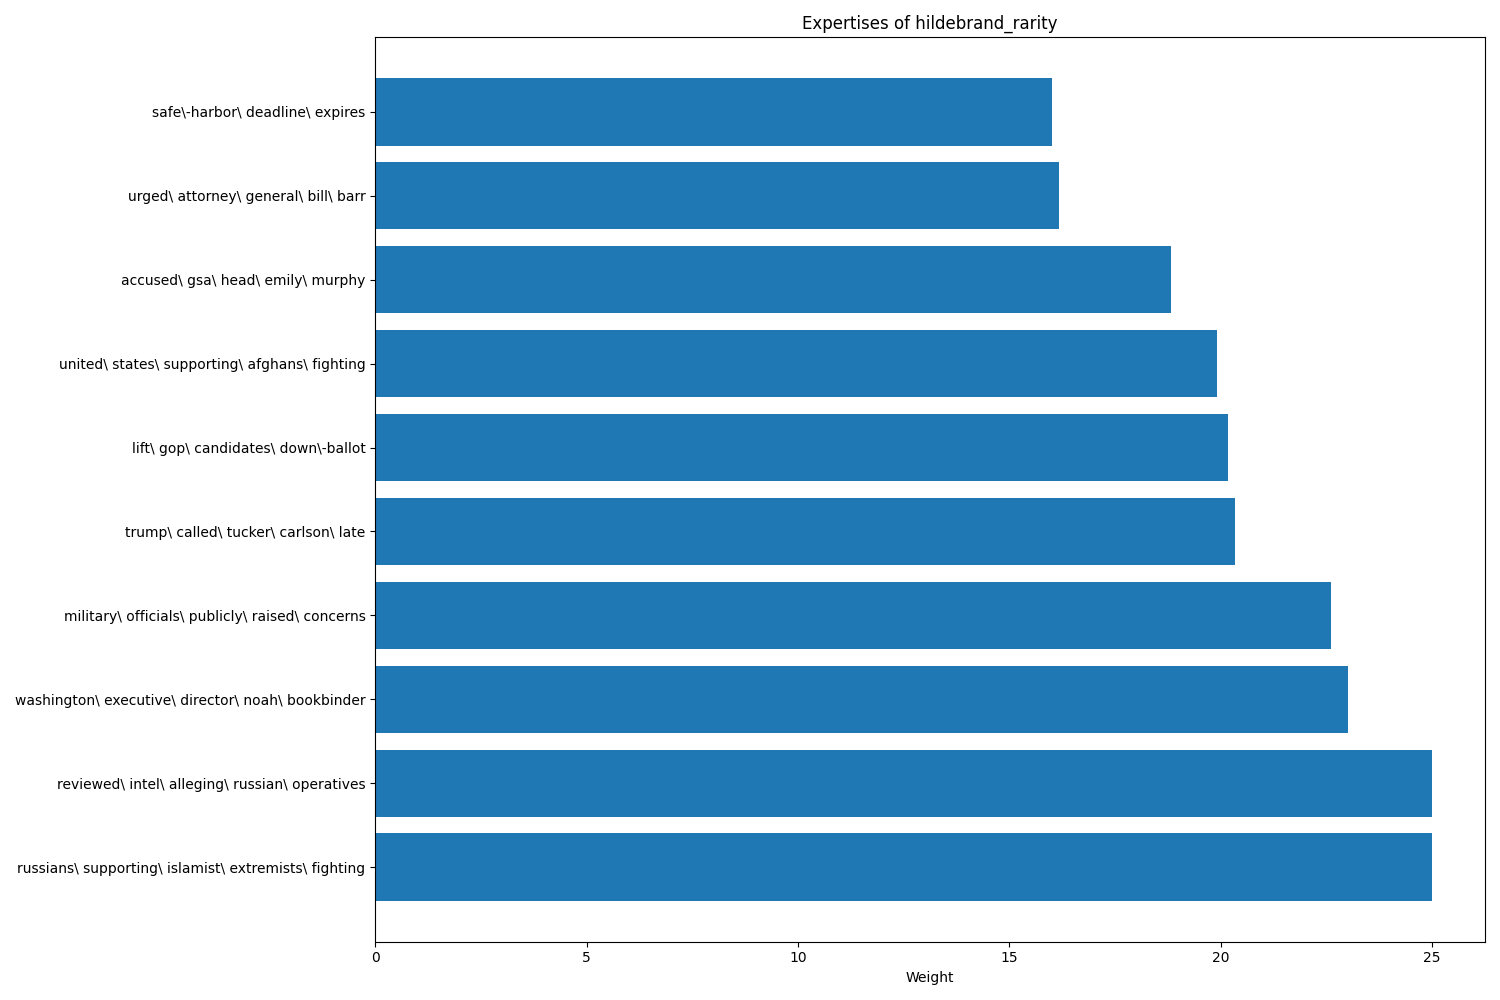 Expertises of hildebrand_rarity
safe\-harbor\ deadline\ expires
urged\ attorney\ general\ bill\ barr
accused\ gsa\ head\ emily\ murphy
united\ states\ supporting\ afghans\ fighting
lift\ gop\ candidates\ down\-ballot
trump\ called\ tucker\ carlson\ late
military\ officials\ publicly\ raised\ concerns
washington\ executive\ director\ noah\ bookbinder
reviewed\ intel\ alleging\ russian\ operatives
russians\ supporting\ islamist\ extremists\ fighting
0 5 10 15 20 25
Weight